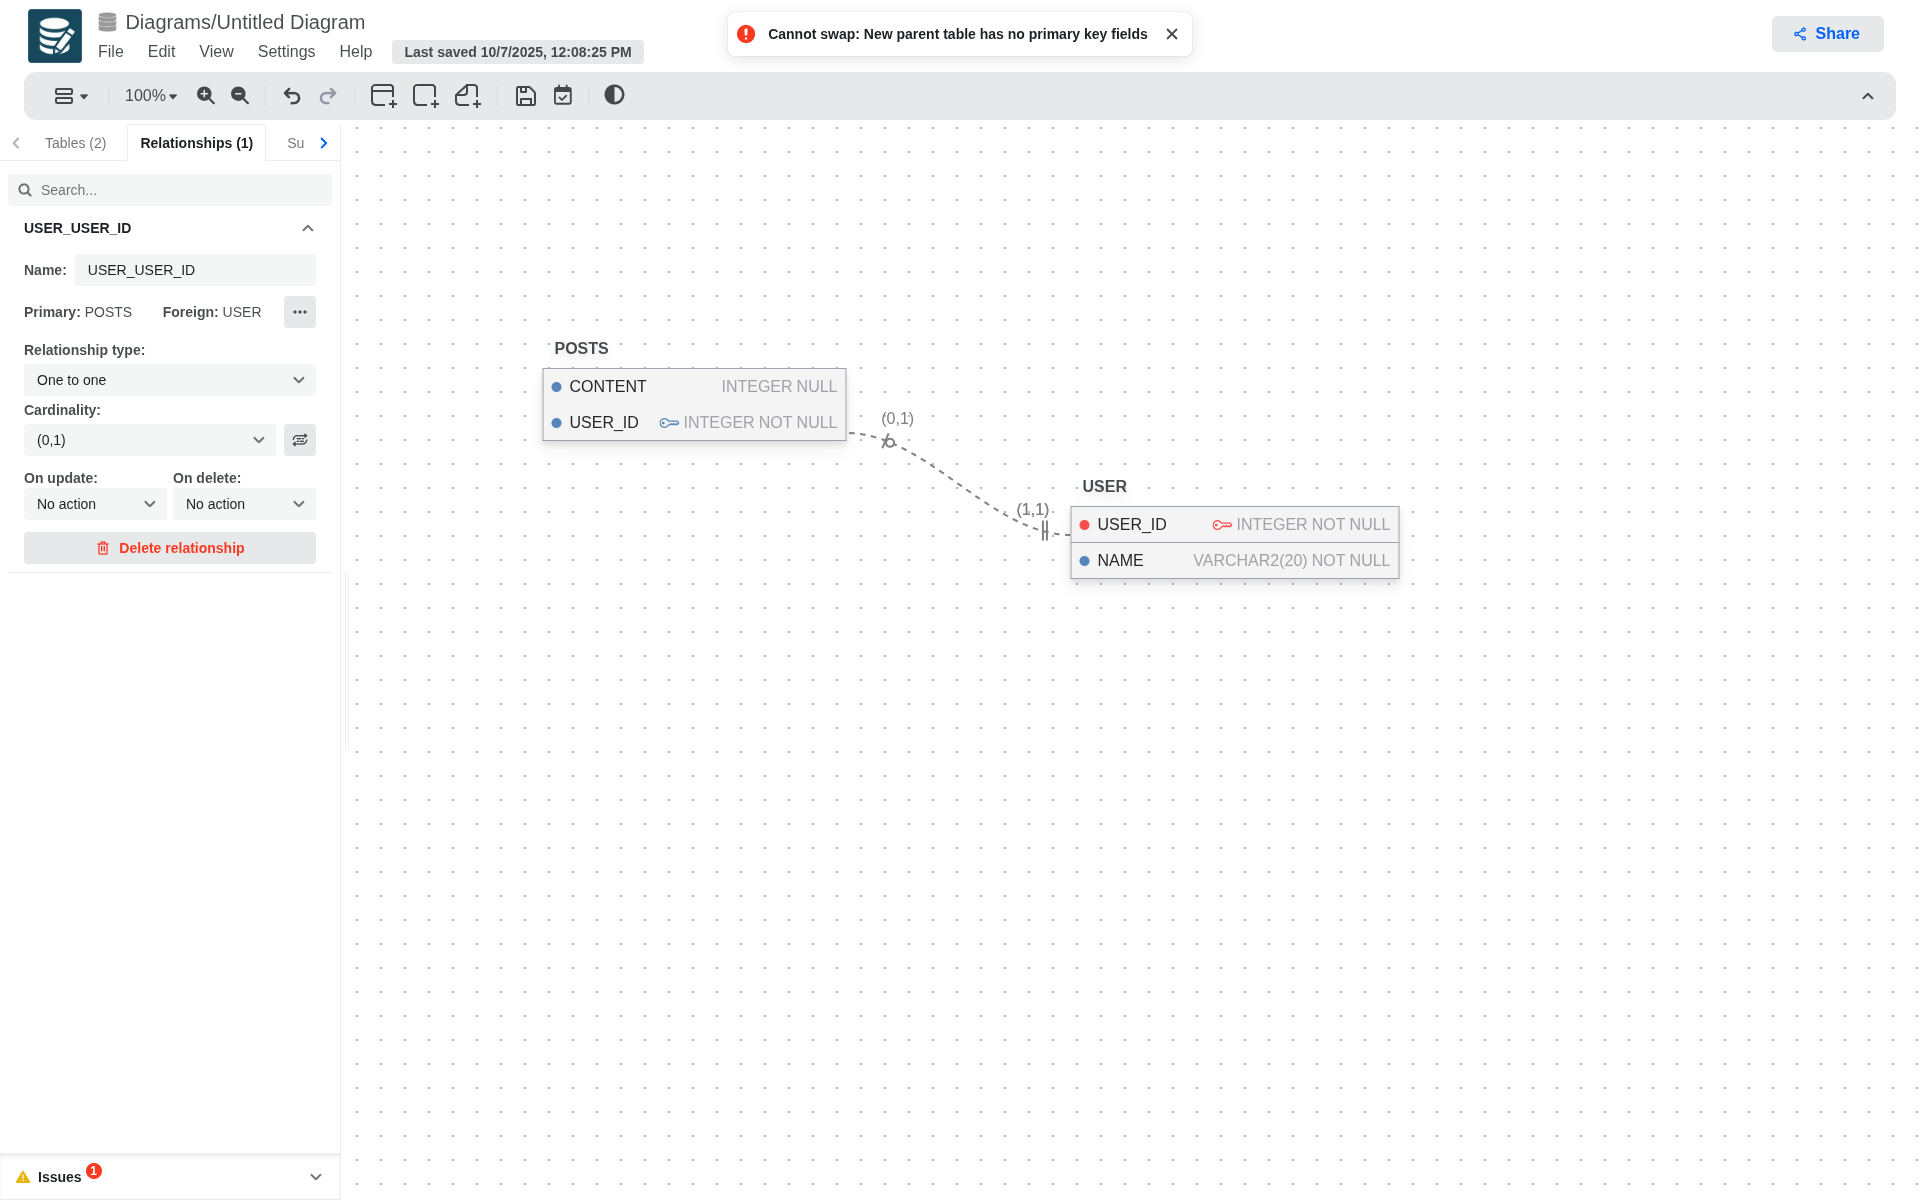 Diagrams/Untitled Diagram
File Edit View Settings Help Last saved 10/7/2025, 12:08:25 PM
Cannot swap: New parent table has no primary key fields
Share
100%
Tables (2) Relationships (1) Su
Search...
USER_USER_ID
Name: USER_USER_ID
Primary: POSTS Foreign: USER
Relationship type:
One to one
Cardinality:
(0,1)
On update: On delete:
No action No action
Delete relationship
POSTS
CONTENT INTEGER NULL
USER_ID INTEGER NOT NULL
(0,1)
(1,1)
USER
USER_ID INTEGER NOT NULL
NAME VARCHAR2(20) NOT NULL
Issues 1